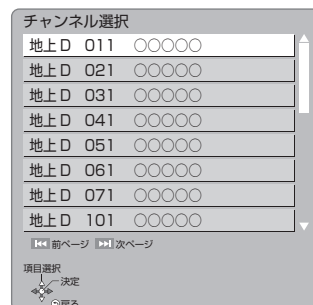 チャンネル選択
地上D 011 ○○○○○
地上D 021 ○○○○○
地上D 031 ○○○○○
地上D 041 ○○○○○
地上D 051 ○○○○○
地上D 061 ○○○○○
地上D 071 ○○○○○
地上D 101 ○○○○○
前ページ 次ページ
項目選択
決定
戻る